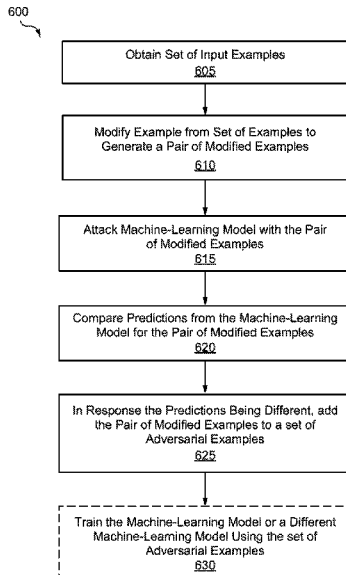 600
Obtain Set of Input Examples
605
Modify Example from Set of Examples to
Generate a Pair of Modified Examples
610
Attack Machine-Learning Model with the Pair
of Modified Examples
615
Compare Predictions from the Machine-Learning
Model for the Pair of Modified Examples
620
In Response the Predictions Being Different, add
the Pair of Modified Examples to a set of
Adversarial Examples
625
Train the Machine-Learning Model or a Different
Machine-Learning Model Using the set of
Adversarial Examples
630